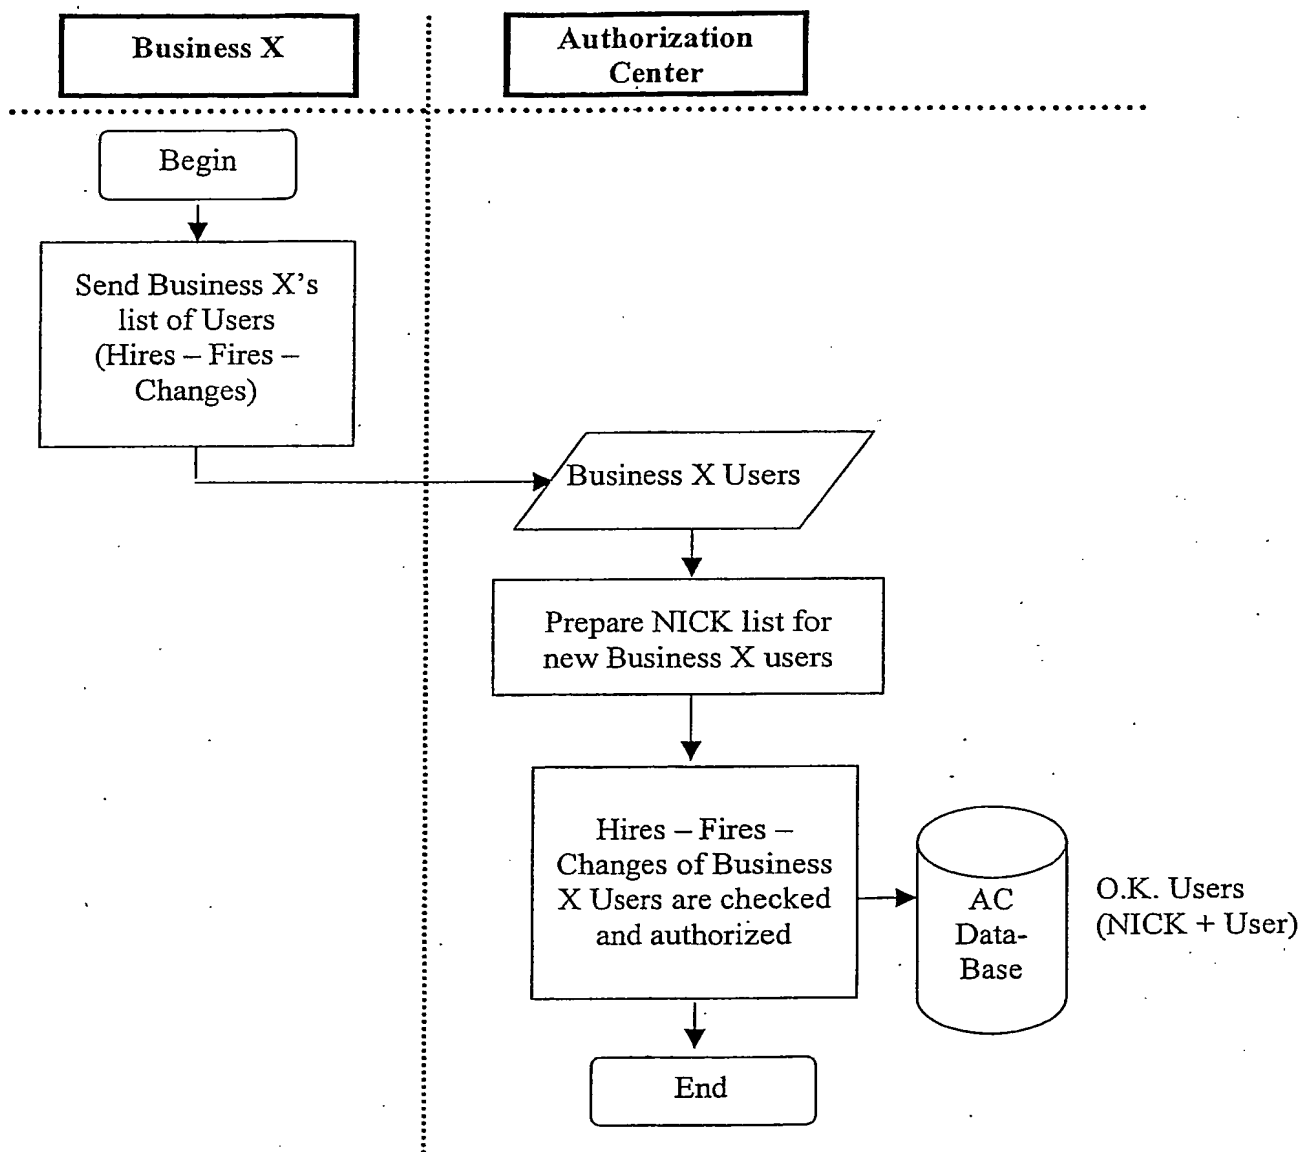 Business X
Authorization
Center
Begin
Send Business X's
list of Users
(Hires – Fires –
Changes)
Business X Users
Prepare NICK list for
new Business X users
Hires – Fires –
Changes of Business
X Users are checked
and authorized
AC
Data-
Base
O.K. Users
(NICK + User)
End